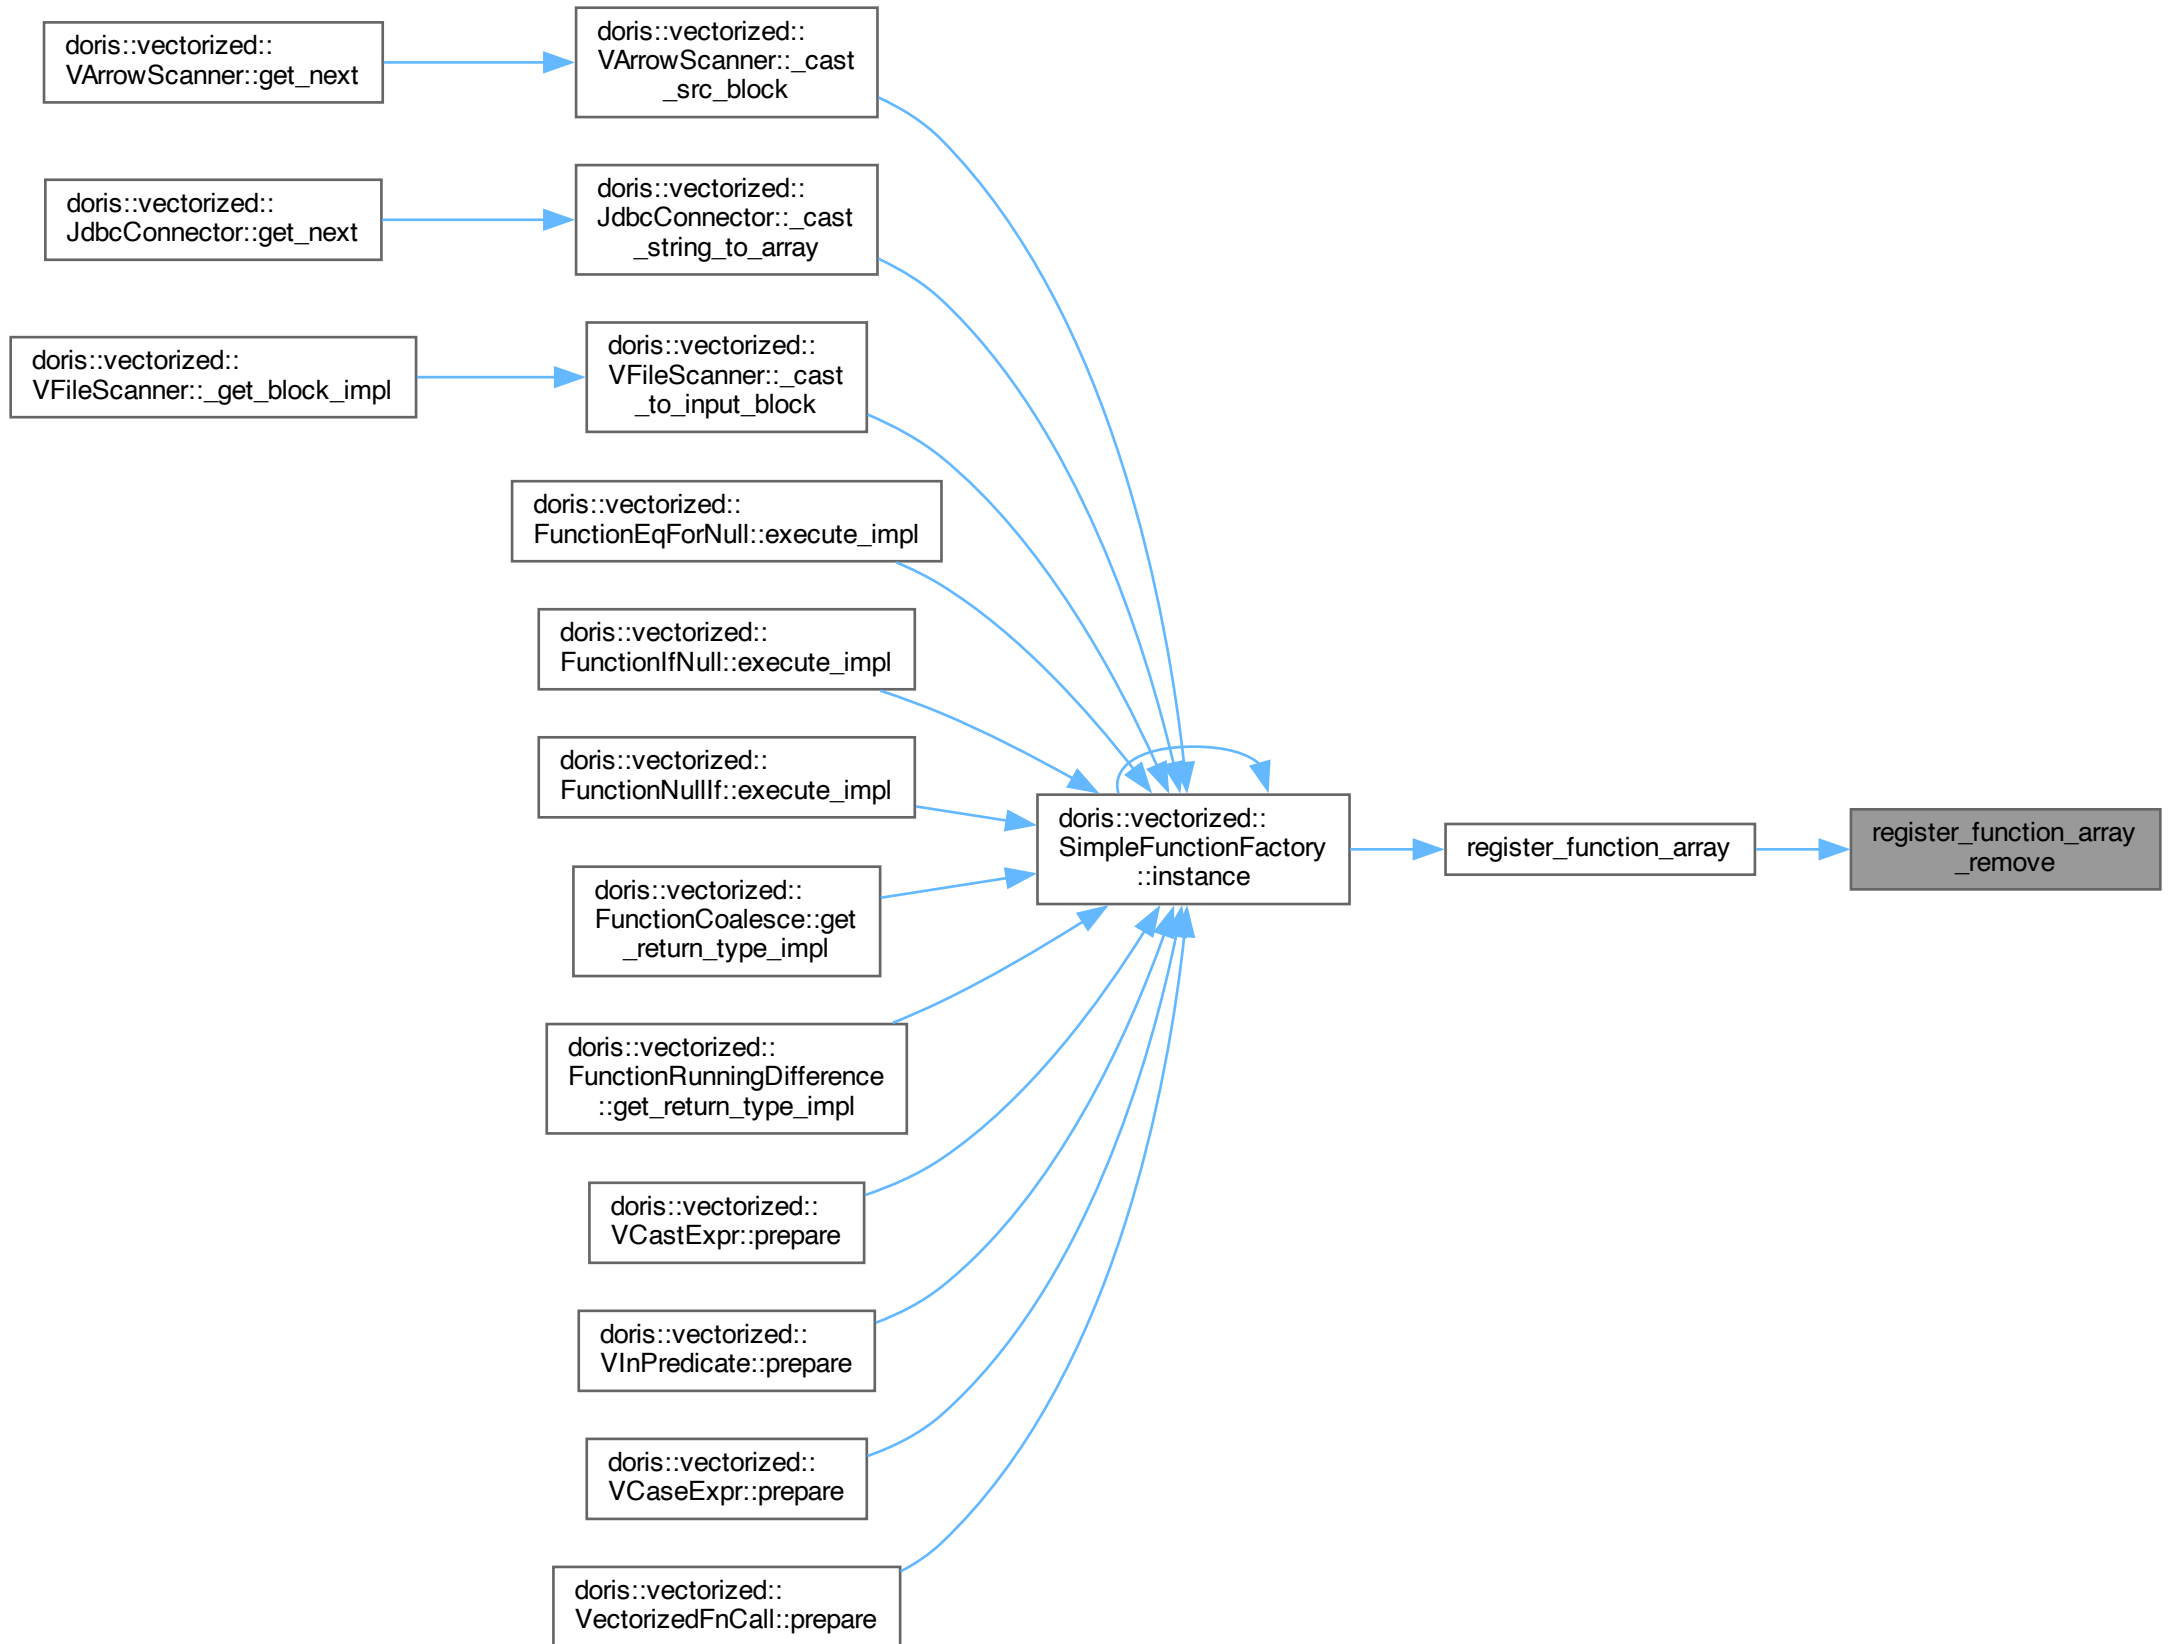 doris::vectorized::
VArrowScanner::get_next
doris::vectorized::
VArrowScanner::_cast
_src_block
doris::vectorized::
JdbcConnector::get_next
doris::vectorized::
JdbcConnector::_cast
_string_to_array
doris::vectorized::
VFileScanner::_get_block_impl
doris::vectorized::
VFileScanner::_cast
_to_input_block
doris::vectorized::
FunctionEqForNull::execute_impl
doris::vectorized::
FunctionIfNull::execute_impl
doris::vectorized::
FunctionNullIf::execute_impl
doris::vectorized::
SimpleFunctionFactory
::instance
register_function_array
register_function_array
_remove
doris::vectorized::
FunctionCoalesce::get
_return_type_impl
doris::vectorized::
FunctionRunningDifference
::get_return_type_impl
doris::vectorized::
VCastExpr::prepare
doris::vectorized::
VInPredicate::prepare
doris::vectorized::
VCaseExpr::prepare
doris::vectorized::
VectorizedFnCall::prepare